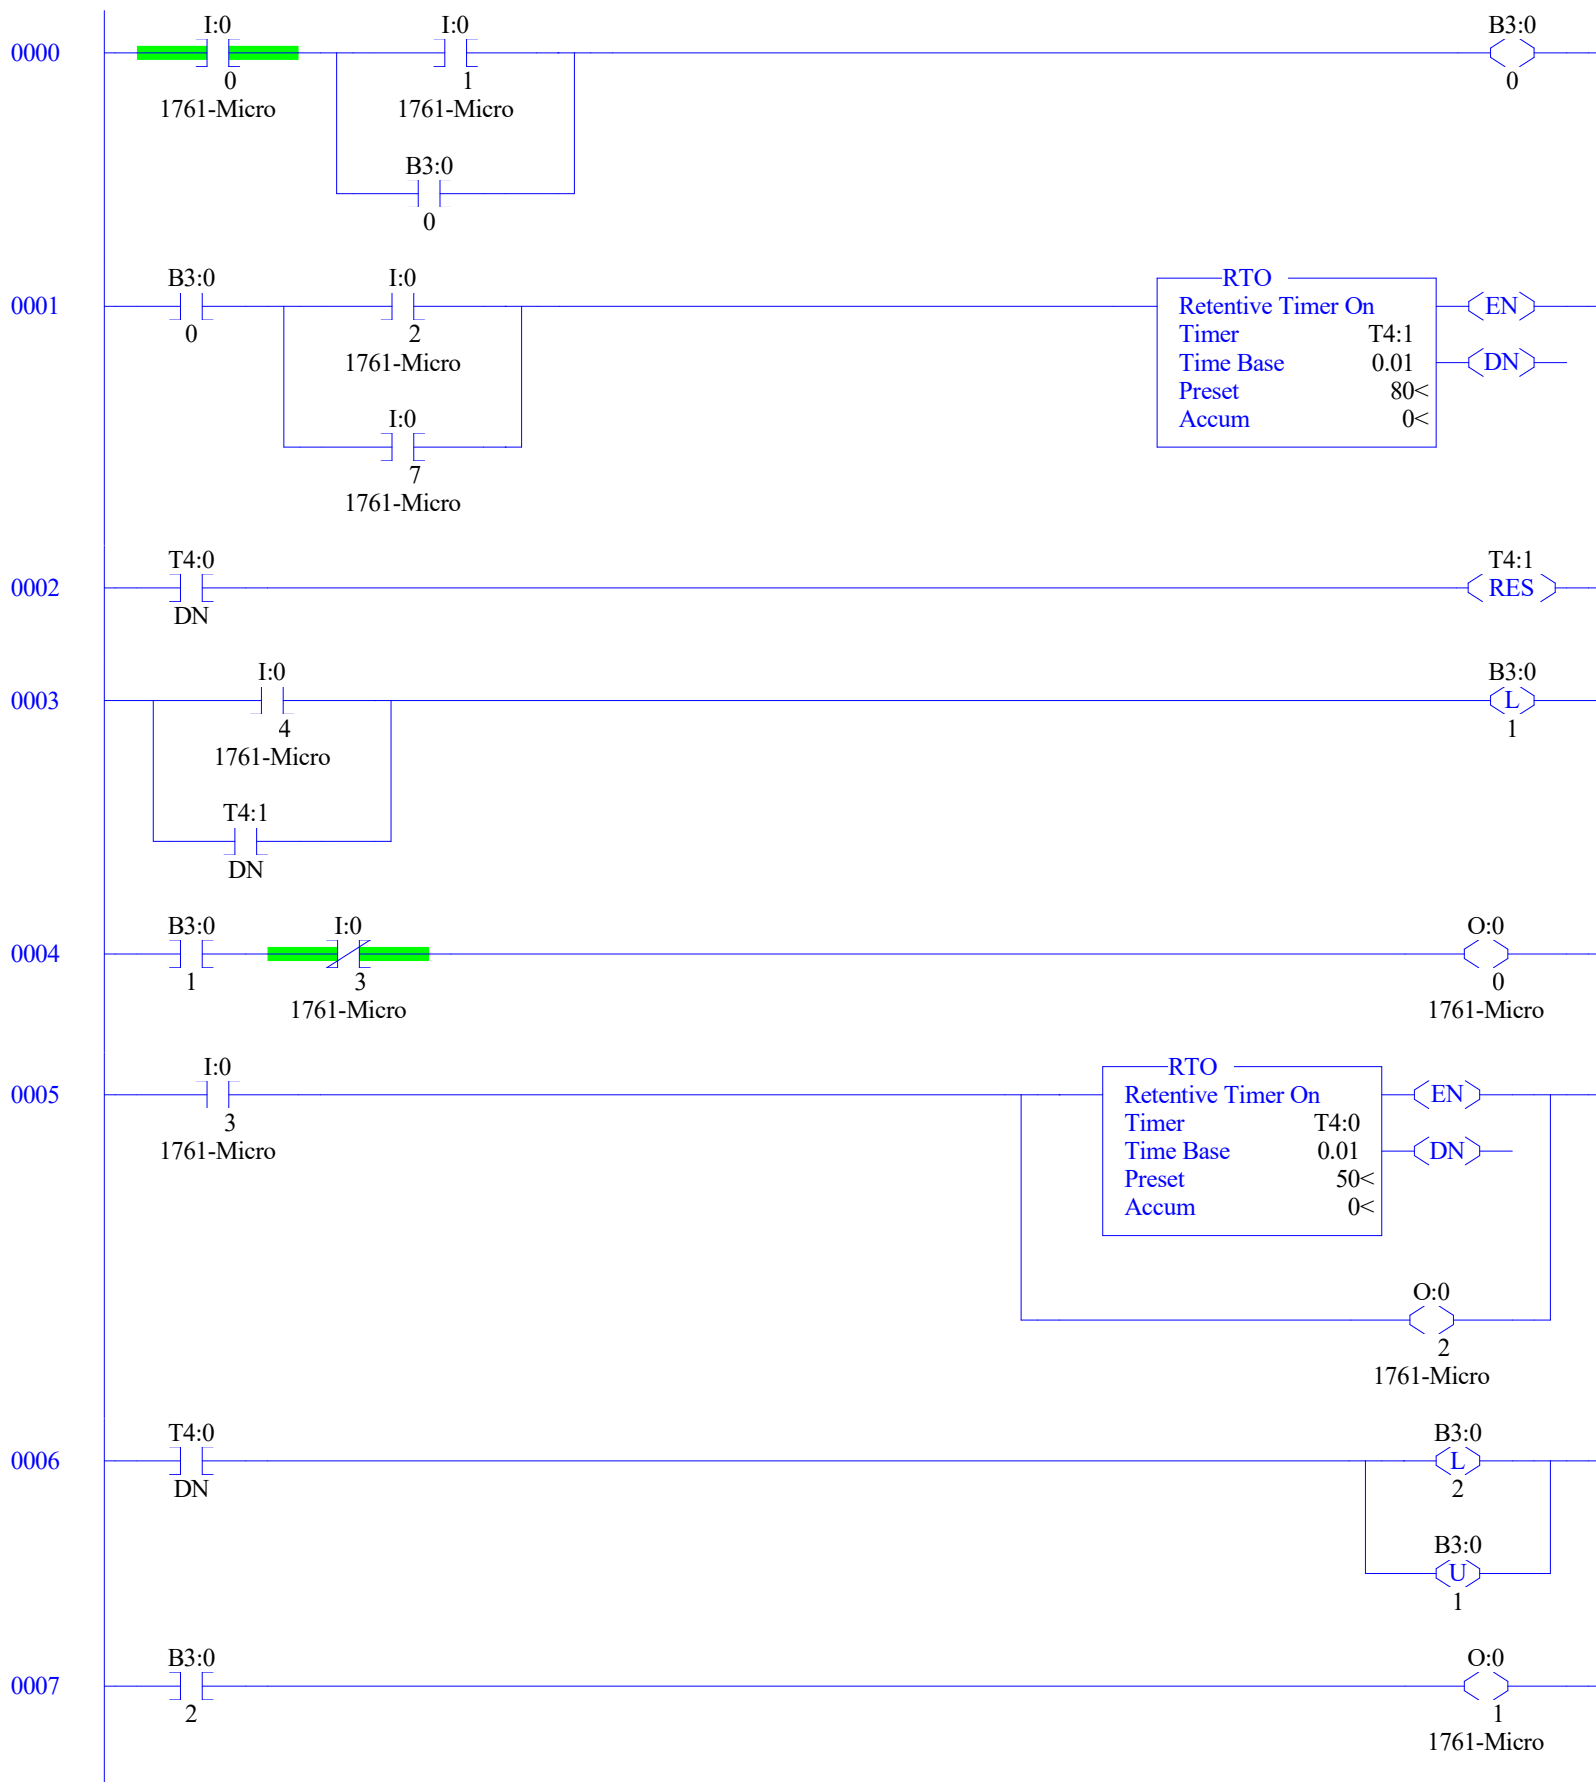 I:0 I:0 B3:0
0000
0 1 0
1761-Micro 1761-Micro
B3:0
0
B3:0 I:0 RTO
0001 Retentive Timer On EN
0 2 Timer T4:1
1761-Micro Time Base 0.01 DN
Preset 80<
I:0 Accum 0<
7
1761-Micro
T4:0 T4:1
0002 RES
DN
I:0 B3:0
0003 L
4 1
1761-Micro
T4:1
DN
B3:0 I:0 O:0
0004
1 3 0
1761-Micro 1761-Micro
I:0 RTO
0005 Retentive Timer On EN
3 Timer T4:0
1761-Micro Time Base 0.01 DN
Preset 50<
Accum 0<
O:0
2
1761-Micro
T4:0 B3:0
0006 L
DN 2
B3:0
U
1
B3:0 O:0
0007
2 1
1761-Micro